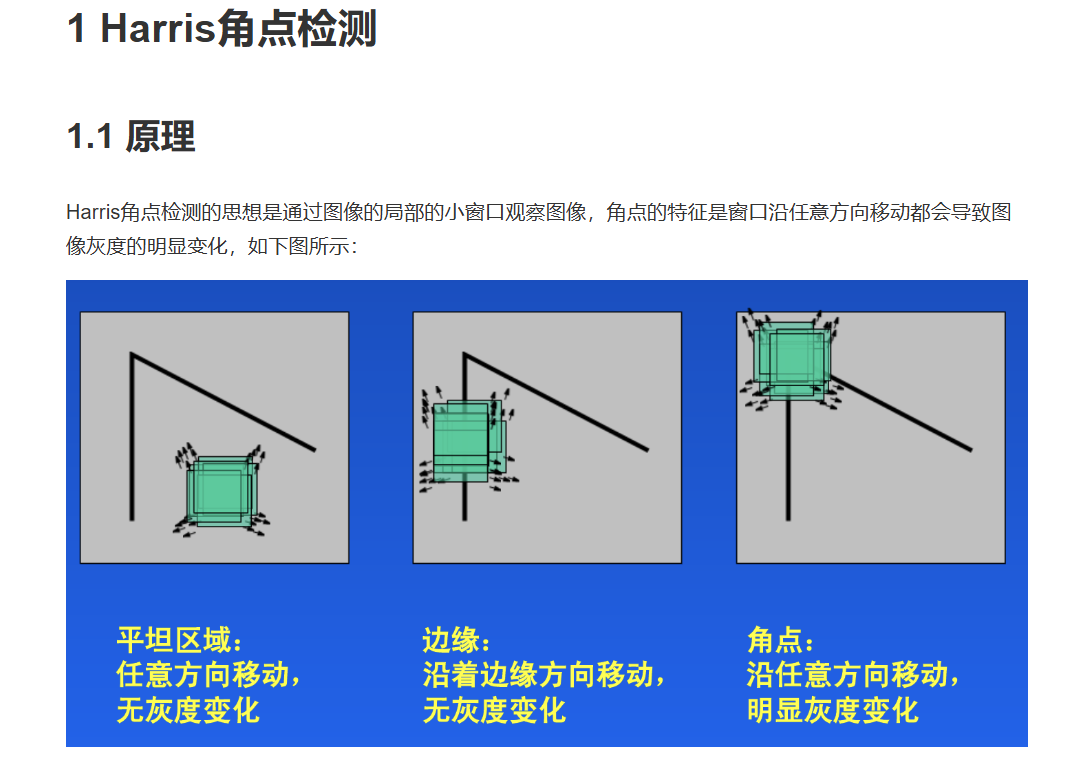 1 Harris角点检测
1.1 原理
Harris角点检测的思想是通过图像的局部的小窗口观察图像，角点的特征是窗口沿任意方向移动都会导致图
像灰度的明显变化，如下图所示：
平坦区域：
任意方向移动，
无灰度变化
边缘：
沿着边缘方向移动，
无灰度变化
角点：
沿任意方向移动，
明显灰度变化